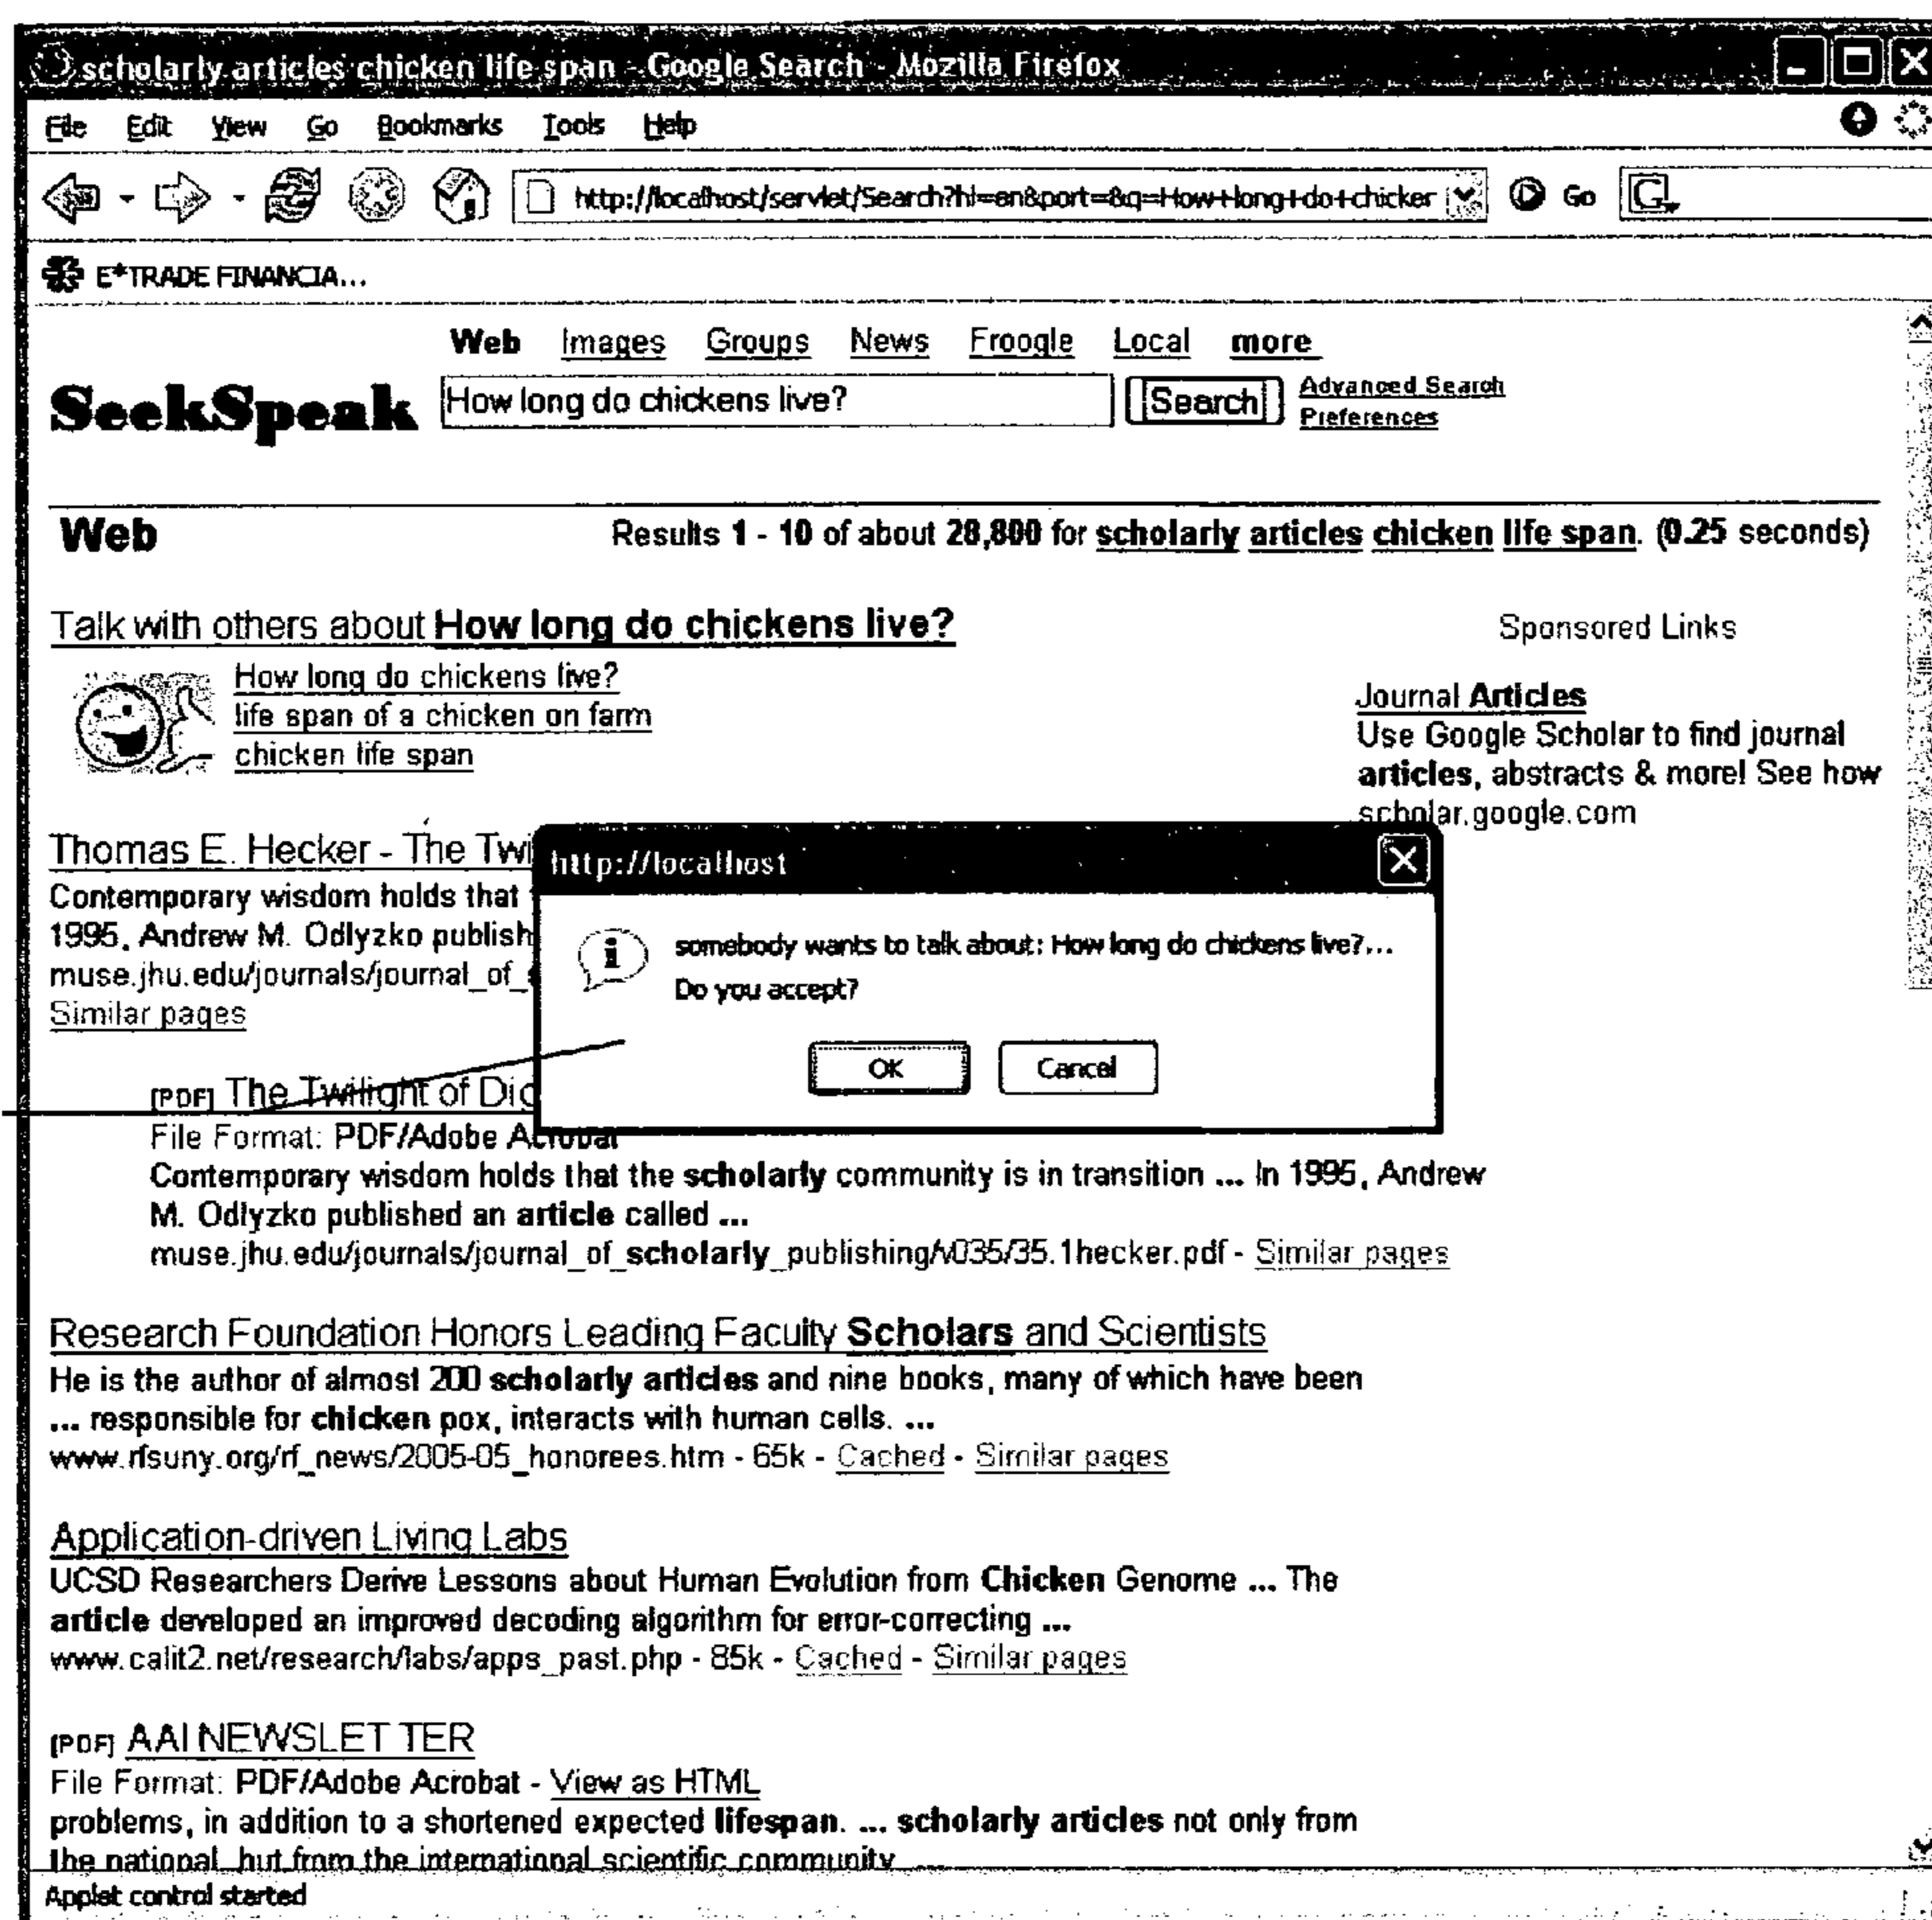 scholarly articles chicken life span - Google Search - Mozilla Firefox
File Edit View Go Bookmarks Tools Help
http://localhost/servlet/Search?hl=en&port=&q=How+long+do+chicker Go G
E*TRADE FINANCIA...
Web Images Groups News Froogle Local more
SeekSpeak How long do chickens live? Search Advanced Search
Preferences
Web Results 1 - 10 of about 28,800 for scholarly articles chicken life span. (0.25 seconds)
Talk with others about How long do chickens live? Sponsored Links
How long do chickens live?
life span of a chicken on farm
chicken life span
Journal Articles
Use Google Scholar to find journal
articles, abstracts & more! See how
scholar.google.com
Thomas E. Hecker - The Twi
Contemporary wisdom holds that
1995, Andrew M. Odlyzko publish
muse.jhu.edu/journals/journal_of_
Similar pages
http://localhost
somebody wants to talk about: How long do chickens live?...
Do you accept?
OK Cancel
[PDF] The Twilight of Dic
File Format: PDF/Adobe Acrobat
Contemporary wisdom holds that the scholarly community is in transition ... In 1995, Andrew
M. Odlyzko published an article called ...
muse.jhu.edu/journals/journal_of_scholarly_publishing/v035/35.1hecker.pdf - Similar pages
Research Foundation Honors Leading Faculty Scholars and Scientists
He is the author of almost 200 scholarly articles and nine books, many of which have been
... responsible for chicken pox, interacts with human cells. ...
www.rfsuny.org/rf_news/2005-05_honorees.htm - 65k - Cached - Similar pages
Application-driven Living Labs
UCSD Researchers Derive Lessons about Human Evolution from Chicken Genome ... The
article developed an improved decoding algorithm for error-correcting ...
www.calit2.net/research/labs/apps_past.php - 85k - Cached - Similar pages
[PDF] AAI NEWSLET TER
File Format: PDF/Adobe Acrobat - View as HTML
problems, in addition to a shortened expected lifespan. ... scholarly articles not only from
the national, but from the international scientific community ...
Applet control started